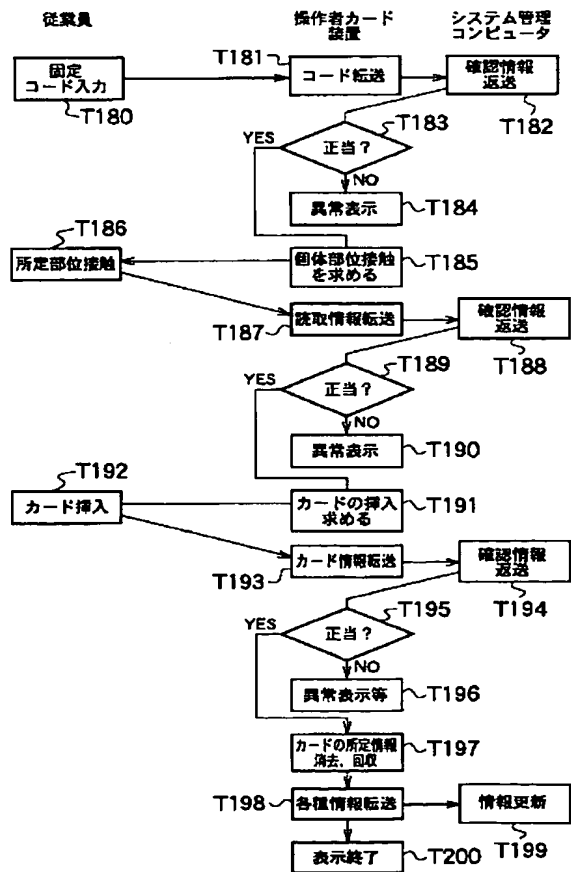 従業員
操作者カード
装置
システム管理
コンピュータ
固定
コード入力
T180
T181
コード転送
確認情報
返送
T182
T183
YES
正当？
NO
異常表示
T184
T186
所定部位接触
個体部位接触
を求める
T185
T187
読取情報転送
確認情報
返送
T188
T189
YES
正当？
NO
異常表示
T190
T192
カード挿入
カードの挿入
求める
T191
T193
カード情報転送
確認情報
返送
T194
T195
YES
正当？
NO
異常表示等
T196
カードの所定情報
消去、回収
T197
T198
各種情報転送
情報更新
T199
表示終了
T200